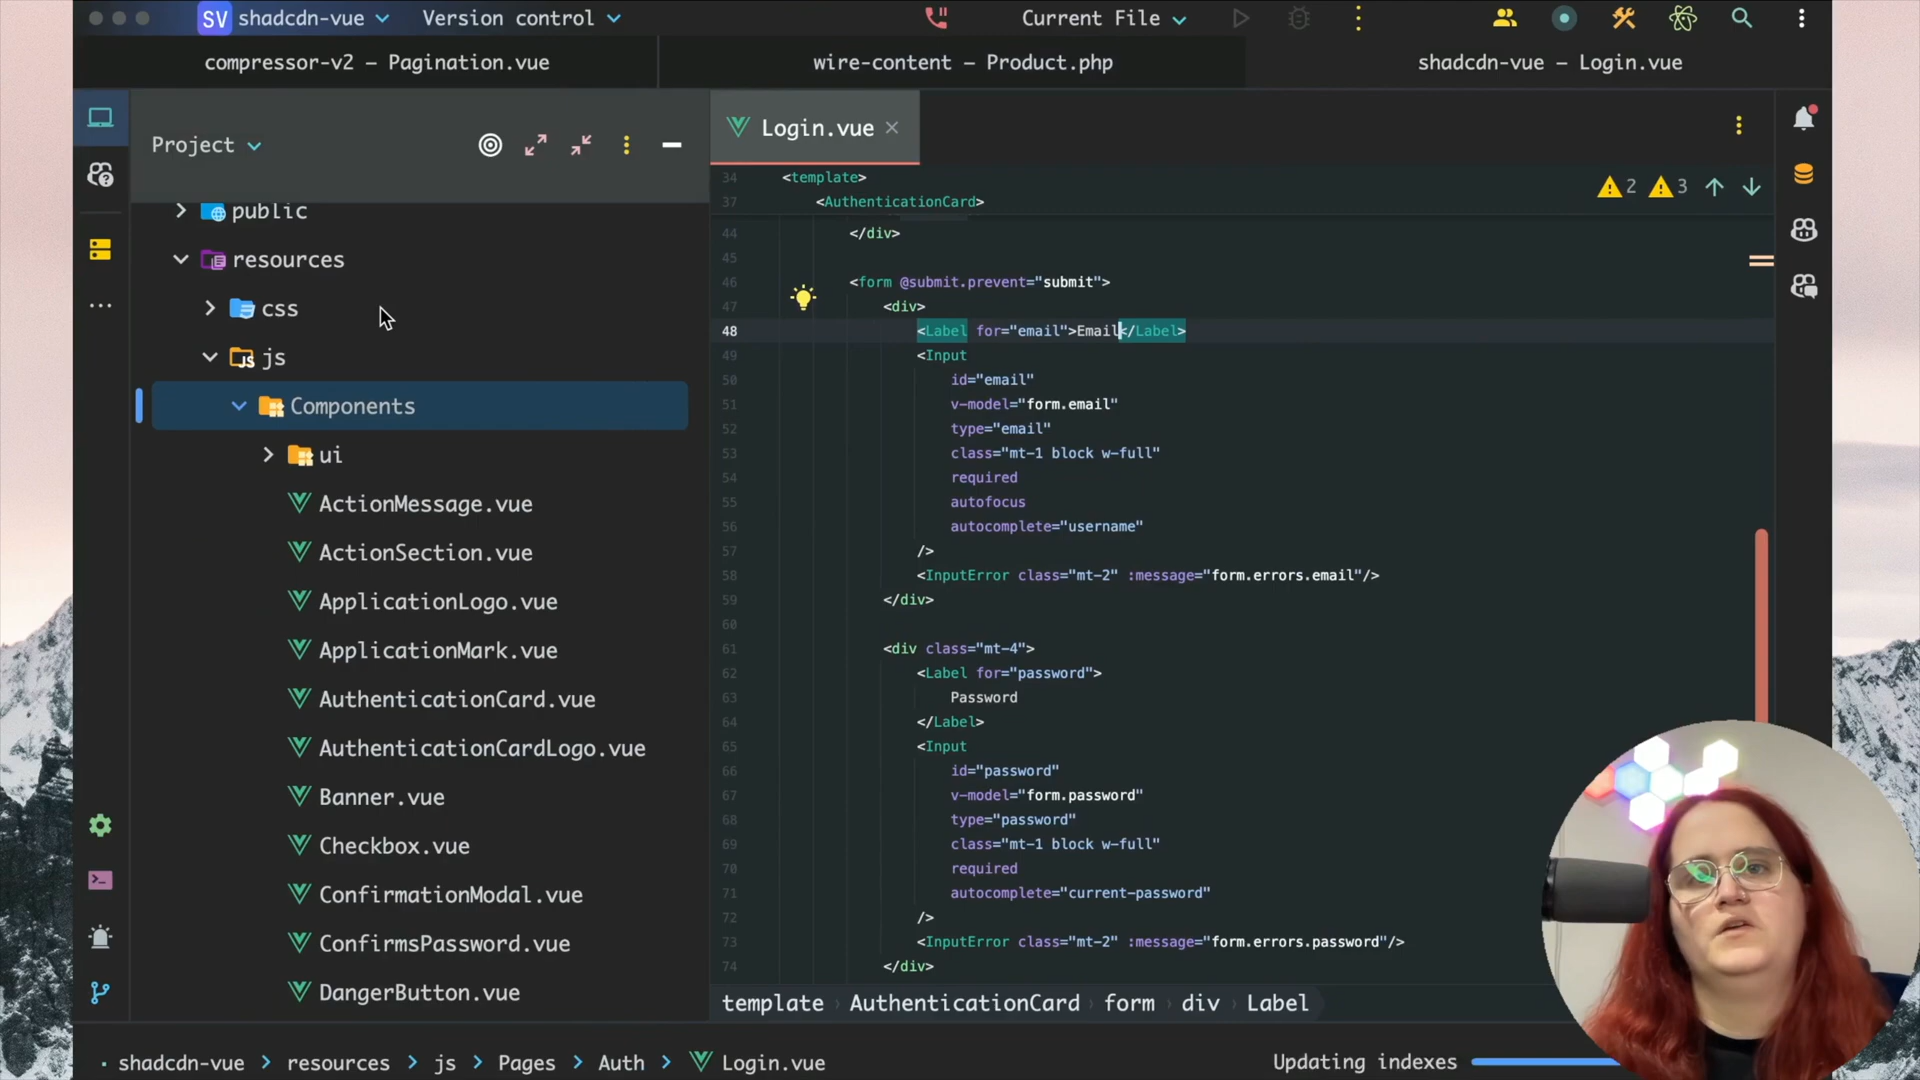 SV shadcdn-vue Version control Current File
compressor-v2 – Pagination.vue wire-content – Product.php shadcdn-vue – Login.vue
Project
public
resources
css
js
Components
ui
ActionMessage.vue
ActionSection.vue
ApplicationLogo.vue
ApplicationMark.vue
AuthenticationCard.vue
AuthenticationCardLogo.vue
Banner.vue
Checkbox.vue
ConfirmationModal.vue
ConfirmsPassword.vue
DangerButton.vue
Login.vue
2 3
34 <template>
37 <AuthenticationCard>
44 </div>
45
46 <form @submit.prevent="submit">
47 <div>
48 <Label for="email">Email</Label>
49 <Input
50 id="email"
51 v-model="form.email"
52 type="email"
53 class="mt-1 block w-full"
54 required
55 autofocus
56 autocomplete="username"
57 />
58 <InputError class="mt-2" :message="form.errors.email"/>
59 </div>
60
61 <div class="mt-4">
62 <Label for="password">
63 Password
64 </Label>
65 <Input
66 id="password"
67 v-model="form.password"
68 type="password"
69 class="mt-1 block w-full"
70 required
71 autocomplete="current-password"
72 />
73 <InputError class="mt-2" :message="form.errors.password"/>
74 </div>
template AuthenticationCard form div Label
shadcdn-vue > resources > js > Pages > Auth > Login.vue
Updating indexes